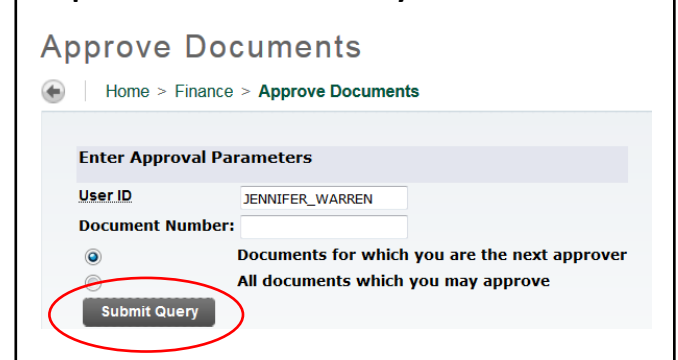 Approve Documents
Home > Finance > Approve Documents
Enter Approval Parameters
User ID JENNIFER_WARREN
Document Number:
Documents for which you are the next approver
All documents which you may approve
Submit Query